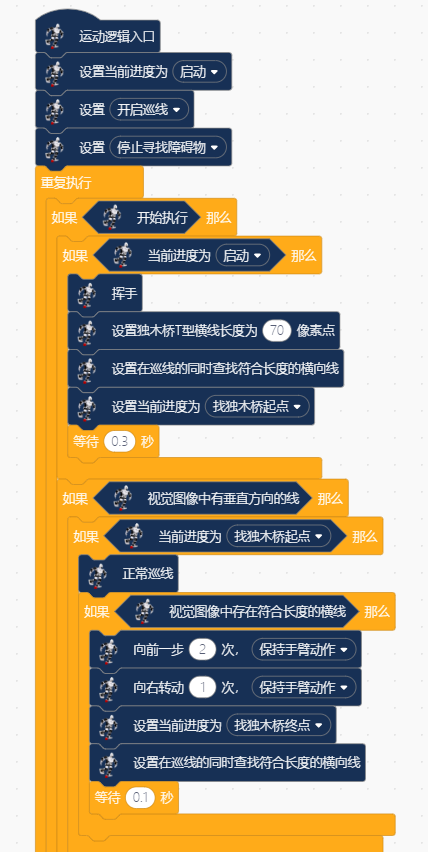 运动逻辑入口
设置当前进度为 启动
设置 开启巡线
设置 停止寻找障碍物
重复执行
如果 开始执行 那么
如果 当前进度为 启动 那么
挥手
设置独木桥T型横线长度为 70 像素点
设置在巡线的同时查找符合长度的横向线
设置当前进度为 找独木桥起点
等待 0.3 秒
如果 视觉图像中有垂直方向的线 那么
如果 当前进度为 找独木桥起点 那么
正常巡线
如果 视觉图像中存在符合长度的横线 那么
向前一步 2 次, 保持手臂动作
向右转动 1 次, 保持手臂动作
设置当前进度为 找独木桥终点
设置在巡线的同时查找符合长度的横向线
等待 0.1 秒